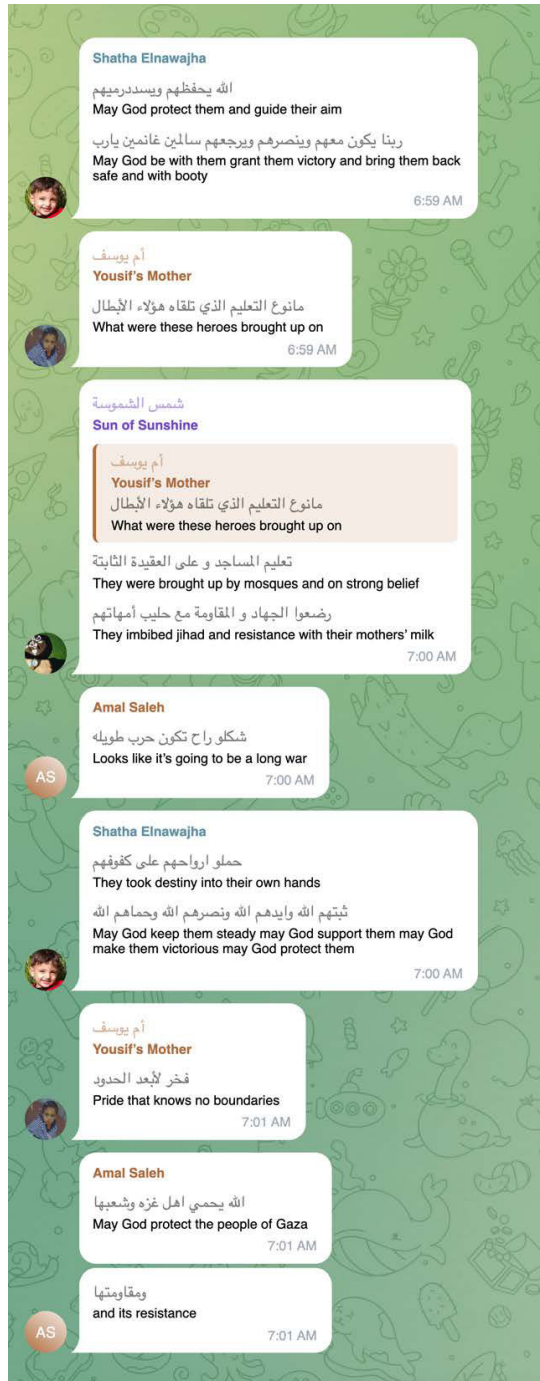 Shatha Elnawajha
الله يحفظهم ويسددرميهم
May God protect them and guide their aim
ربنا يكون معهم وينصرهم ويرجعهم سالمين غانمين يارب
May God be with them grant them victory and bring them back
safe and with booty
6:59 AM
أم يوسف
Yousif's Mother
مانوع التعليم الذي تلقاه هؤلاء الأبطال
What were these heroes brought up on
6:59 AM
شمس الشموسة
Sun of Sunshine
أم يوسف
Yousif's Mother
مانوع التعليم الذي تلقاه هؤلاء الأبطال
What were these heroes brought up on
تعليم المساجد و على العقيدة الثابتة
They were brought up by mosques and on strong belief
رضعوا الجهاد و المقاومة مع حليب أمهاتهم
They imbibed jihad and resistance with their mothers' milk
7:00 AM
Amal Saleh
شكلو راح تكون حرب طويله
Looks like it's going to be a long war
AS
7:00 AM
Shatha Elnawajha
حملو ارواحهم على كفوفهم
They took destiny into their own hands
ثبتهم الله وايدهم الله ونصرهم الله وحماهم الله
May God keep them steady may God support them may God
make them victorious may God protect them
7:00 AM
أم يوسف
Yousif's Mother
فخر لأبعد الحدود
Pride that knows no boundaries
7:01 AM
Amal Saleh
الله يحمي اهل غزه وشعبها
May God protect the people of Gaza
7:01 AM
ومقاومتها
and its resistance
AS
7:01 AM